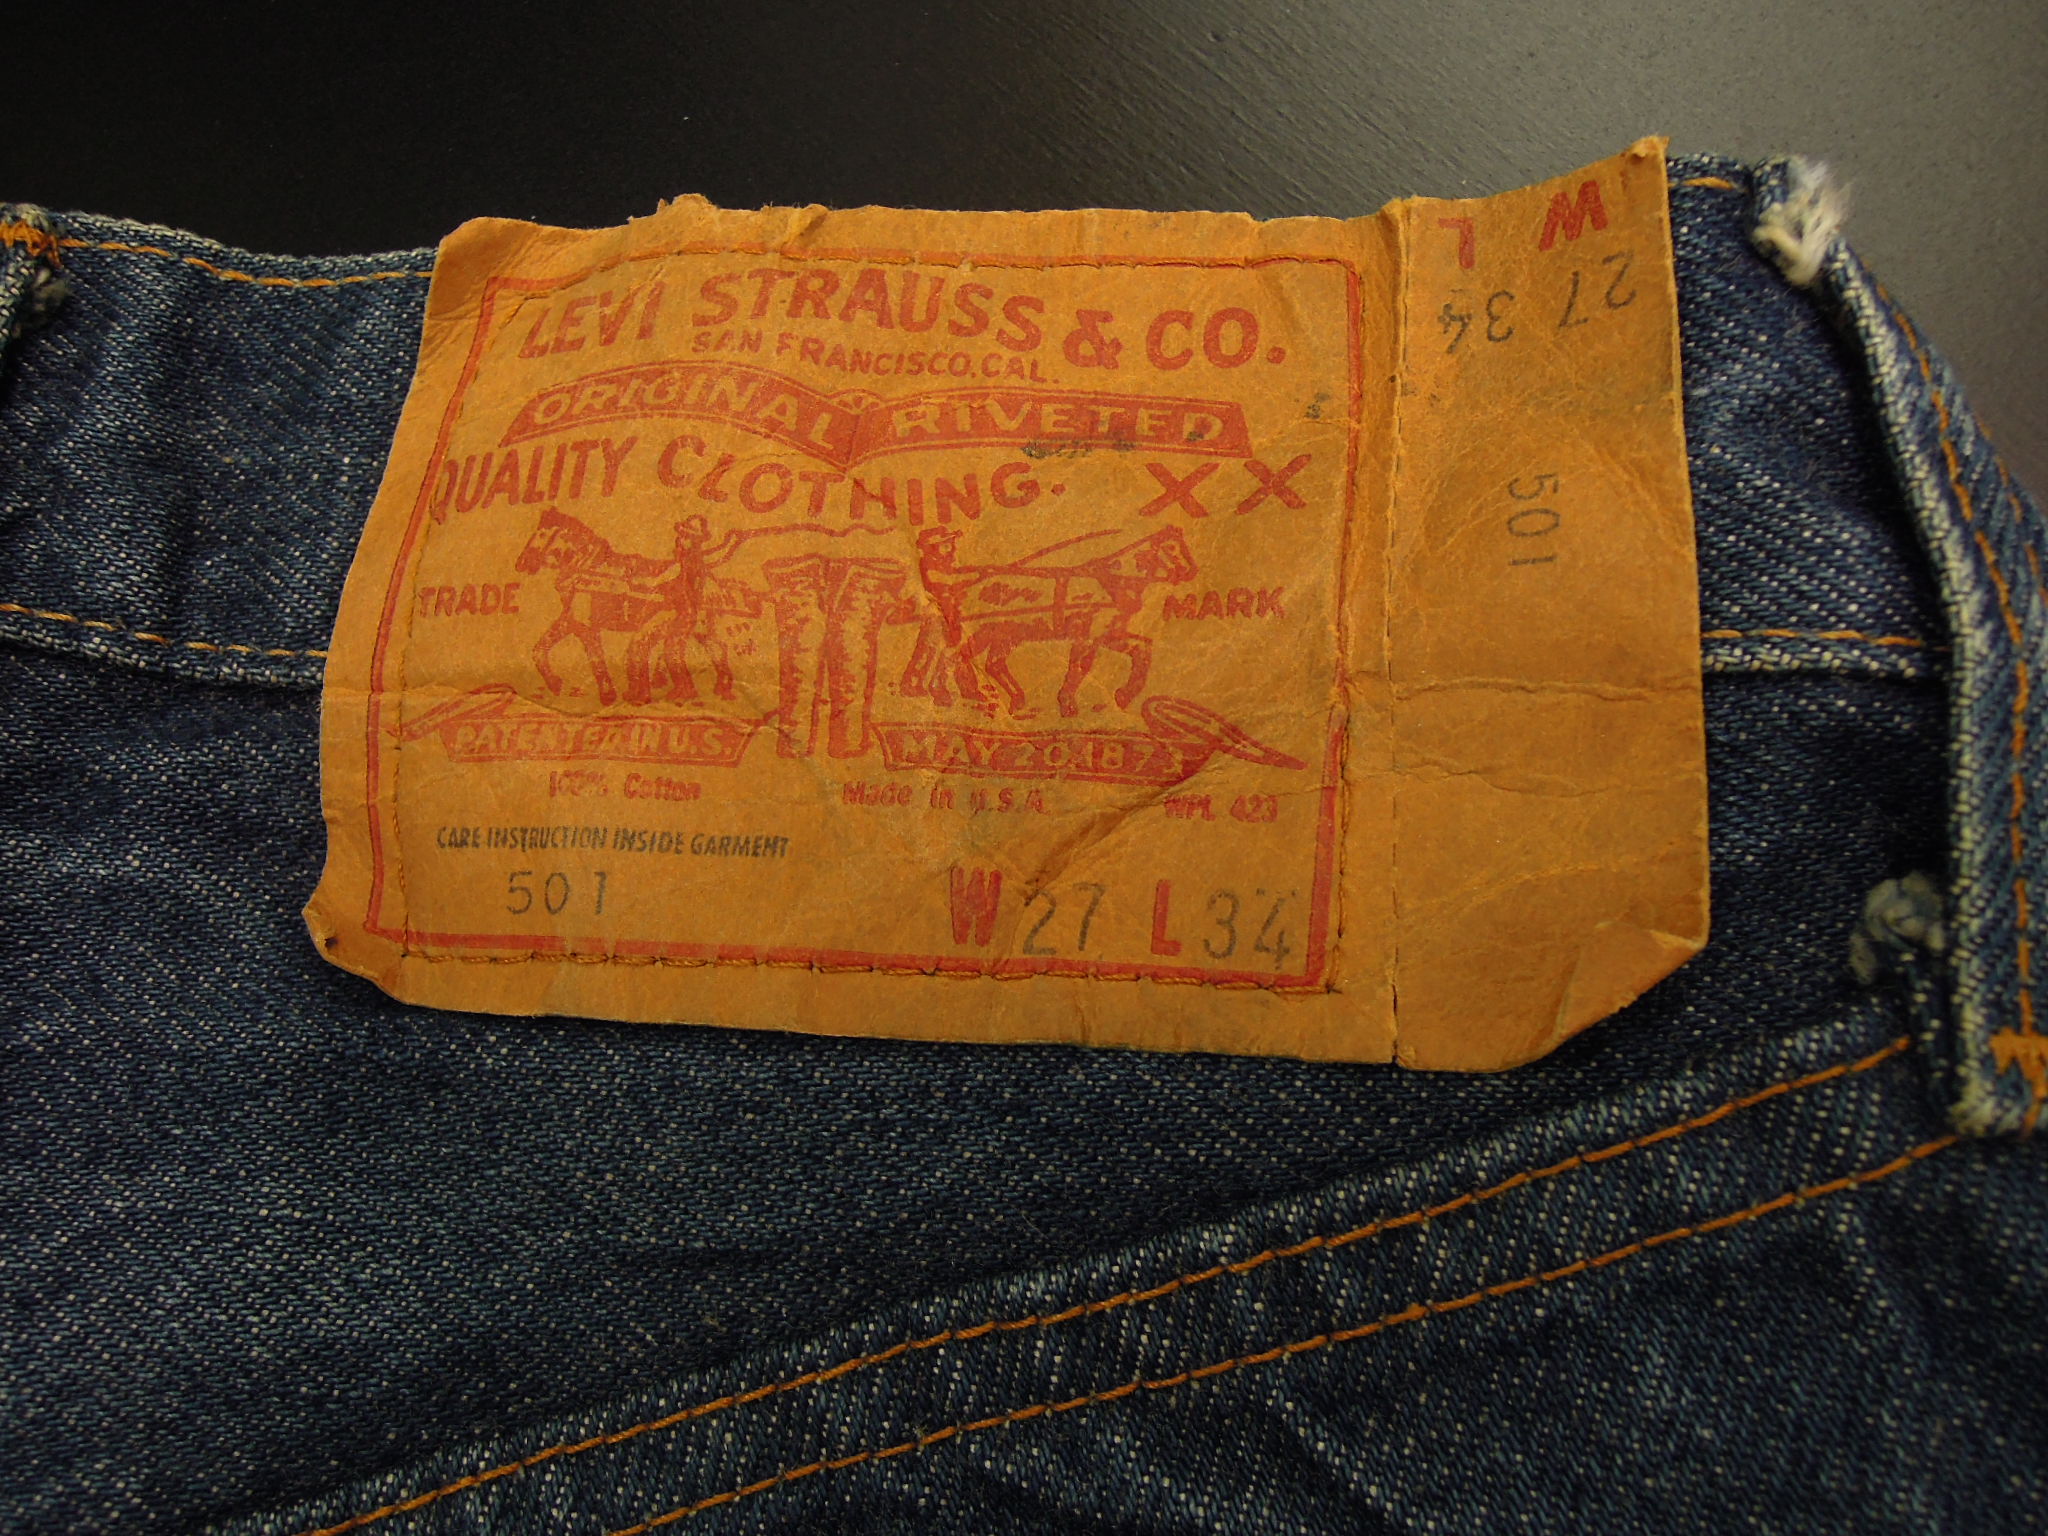 LEVI STRAUSS & CO.
SAN FRANCISCO, CAL.
ORIGINAL RIVETED
QUALITY CLOTHING. XX
TRADE MARK
PATENTED IN U.S. MAY 20 1873
100% Cotton Made in U.S.A. WPL 423
CARE INSTRUCTION INSIDE GARMENT
501 W 27 L 34
W L
27 34
501